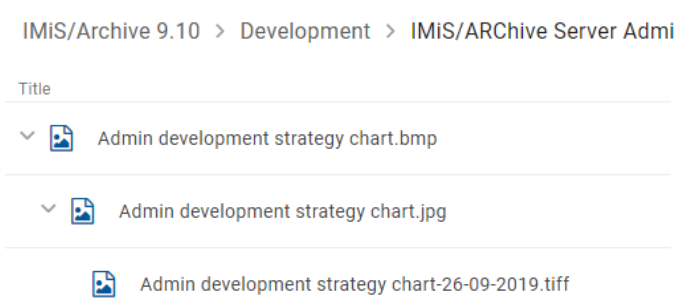 IMiS/Archive 9.10 > Development > IMiS/ARChive Server Admi
Title
Admin development strategy chart.bmp
Admin development strategy chart.jpg
Admin development strategy chart-26-09-2019.tiff